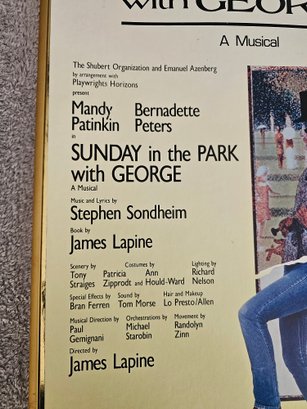 with GEOR
A Musical
The Shubert Organization and Emanuel Azenberg
by arrangement with
Playwrights Horizons
present
Mandy Bernadette
Patinkin Peters
in
SUNDAY in the PARK
with GEORGE
A Musical
Music and Lyrics by
Stephen Sondheim
Book by
James Lapine
Scenery by Costumes by Lighting by
Tony Patricia Ann Richard
Straiges Zipprodt and Hould-Ward Nelson
Special Effects by Sound by Hair and Makeup
Bran Ferren Tom Morse Lo Presto/Allen
Musical Direction by Orchestrations by Movement by
Paul Michael Randolyn
Gemignani Starobin Zinn
Directed by
James Lapine